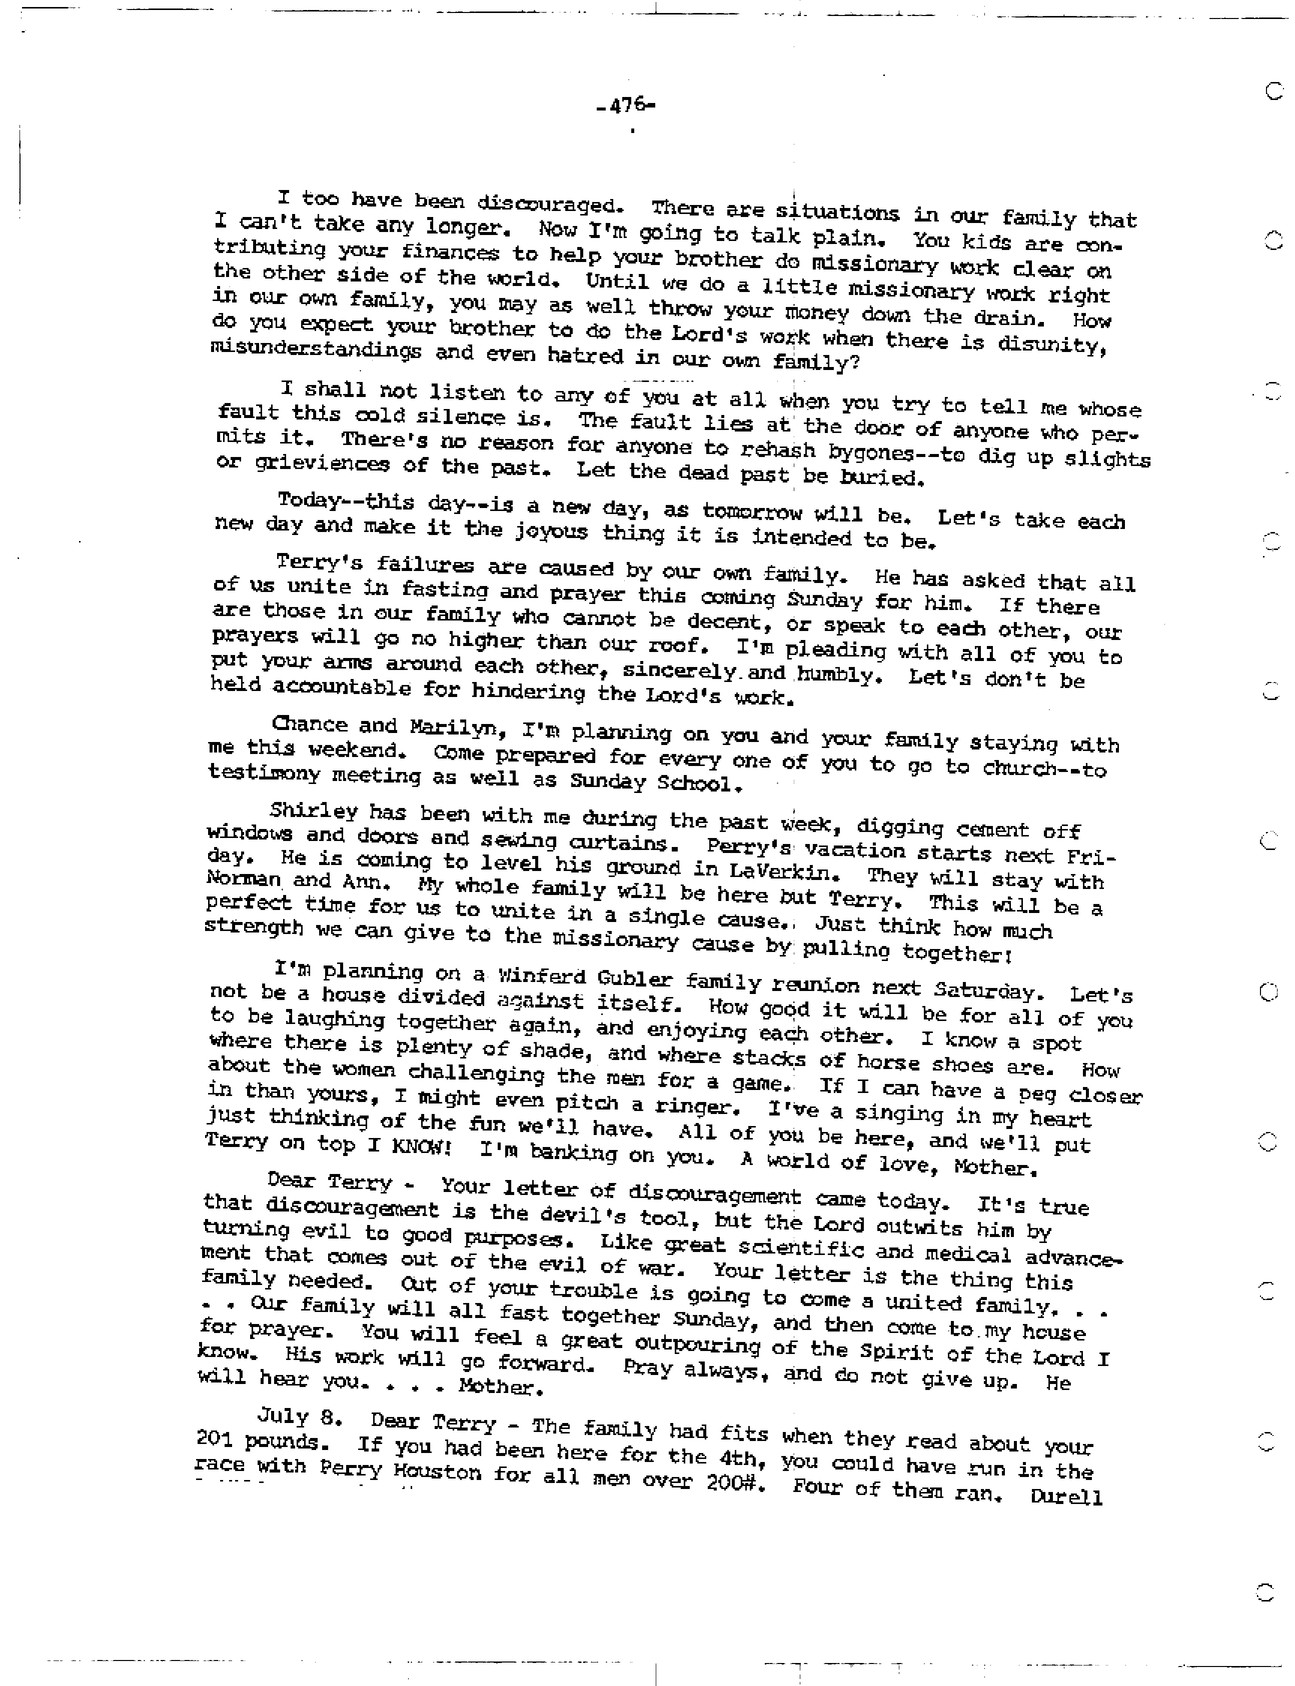 -476-
I too have been discouraged. There are situations in our family that
I can't take any longer. Now I'm going to talk plain. You kids are con-
tributing your finances to help your brother do missionary work clear on
the other side of the world. Until we do a little missionary work right
in our own family, you may as well throw your money down the drain. How
do you expect your brother to do the Lord's work when there is disunity,
misunderstandings and even hatred in our own family?
I shall not listen to any of you at all when you try to tell me whose
fault this cold silence is. The fault lies at the door of anyone who per-
mits it. There's no reason for anyone to rehash bygones--to dig up slights
or grieviences of the past. Let the dead past be buried.
Today--this day--is a new day, as tomorrow will be. Let's take each
new day and make it the joyous thing it is intended to be.
Terry's failures are caused by our own family. He has asked that all
of us unite in fasting and prayer this coming Sunday for him. If there
are those in our family who cannot be decent, or speak to each other, our
prayers will go no higher than our roof. I'm pleading with all of you to
put your arms around each other, sincerely and humbly. Let's don't be
held accountable for hindering the Lord's work.
Chance and Marilyn, I'm planning on you and your family staying with
me this weekend. Come prepared for every one of you to go to church--to
testimony meeting as well as Sunday School.
Shirley has been with me during the past week, digging cement off
windows and doors and sewing curtains. Perry's vacation starts next Fri-
day. He is coming to level his ground in LaVerkin. They will stay with
Norman and Ann. My whole family will be here but Terry. This will be a
perfect time for us to unite in a single cause. Just think how much
strength we can give to the missionary cause by pulling together!
I'm planning on a Winferd Gubler family reunion next Saturday. Let's
not be a house divided against itself. How good it will be for all of you
to be laughing together again, and enjoying each other. I know a spot
where there is plenty of shade, and where stacks of horse shoes are. How
about the women challenging the men for a game. If I can have a peg closer
in than yours, I might even pitch a ringer. I've a singing in my heart
just thinking of the fun we'll have. All of you be here, and we'll put
Terry on top I KNOW! I'm banking on you. A world of love, Mother.
Dear Terry - Your letter of discouragement came today. It's true
that discouragement is the devil's tool, but the Lord outwits him by
turning evil to good purposes. Like great scientific and medical advance-
ment that comes out of the evil of war. Your letter is the thing this
family needed. Out of your trouble is going to come a united family. . .
. . Our family will all fast together Sunday, and then come to my house
for prayer. You will feel a great outpouring of the Spirit of the Lord I
know. His work will go forward. Pray always, and do not give up. He
will hear you. . . . Mother.
July 8. Dear Terry - The family had fits when they read about your
201 pounds. If you had been here for the 4th, you could have run in the
race with Perry Houston for all men over 200#. Four of them ran. Durell